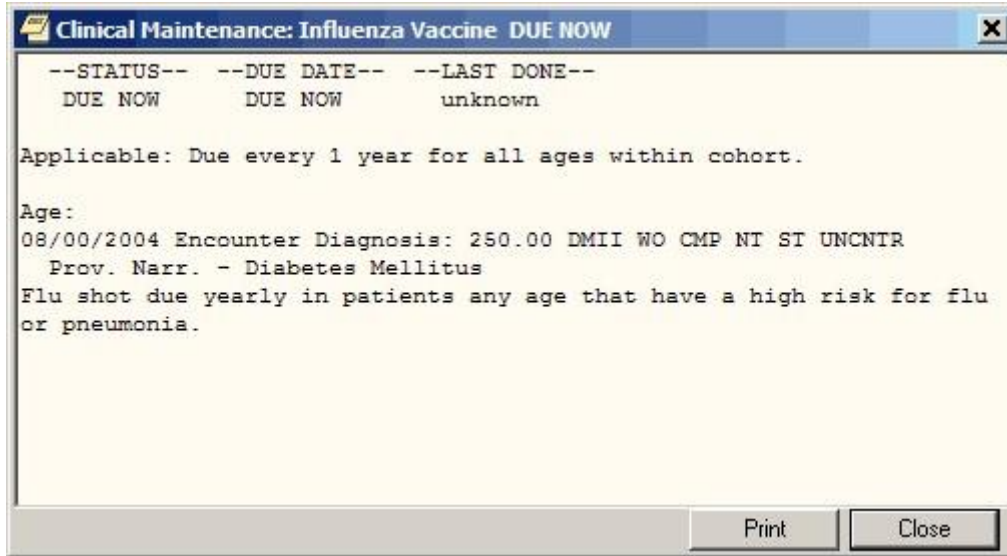 Clinical Maintenance: Influenza Vaccine DUE NOW
--STATUS-- --DUE DATE-- --LAST DONE--
DUE NOW DUE NOW unknown
Applicable: Due every 1 year for all ages within cohort.
Age:
08/00/2004 Encounter Diagnosis: 250.00 DMII WO CMP NT ST UNCNTR
Prov. Narr. - Diabetes Mellitus
Flu shot due yearly in patients any age that have a high risk for flu
or pneumonia.
Print Close